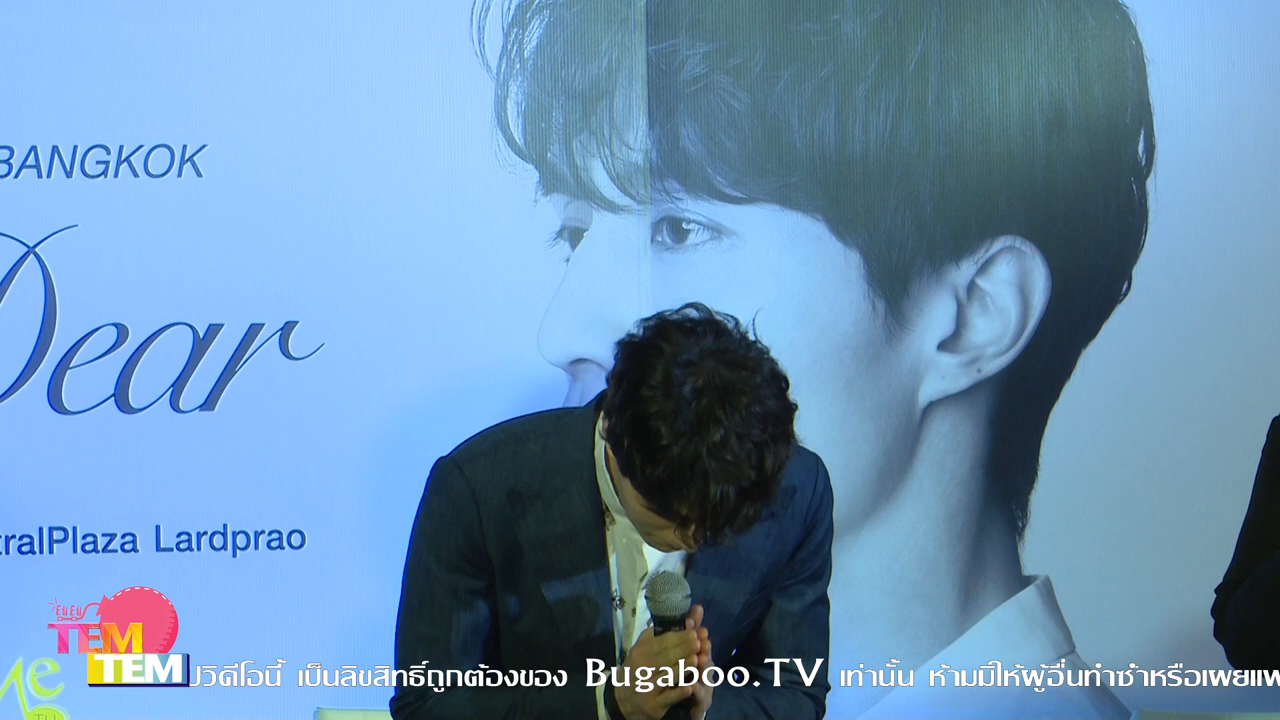 BANGKOK
Dear
tralPlaza Lardprao
TEM
TEM
วิดีโอนี้ เป็นลิขสิทธิ์ถูกต้องของ Bugaboo.TV เท่านั้น ห้ามมิให้ผู้อื่นทำซ้ำหรือเผยแพ
me